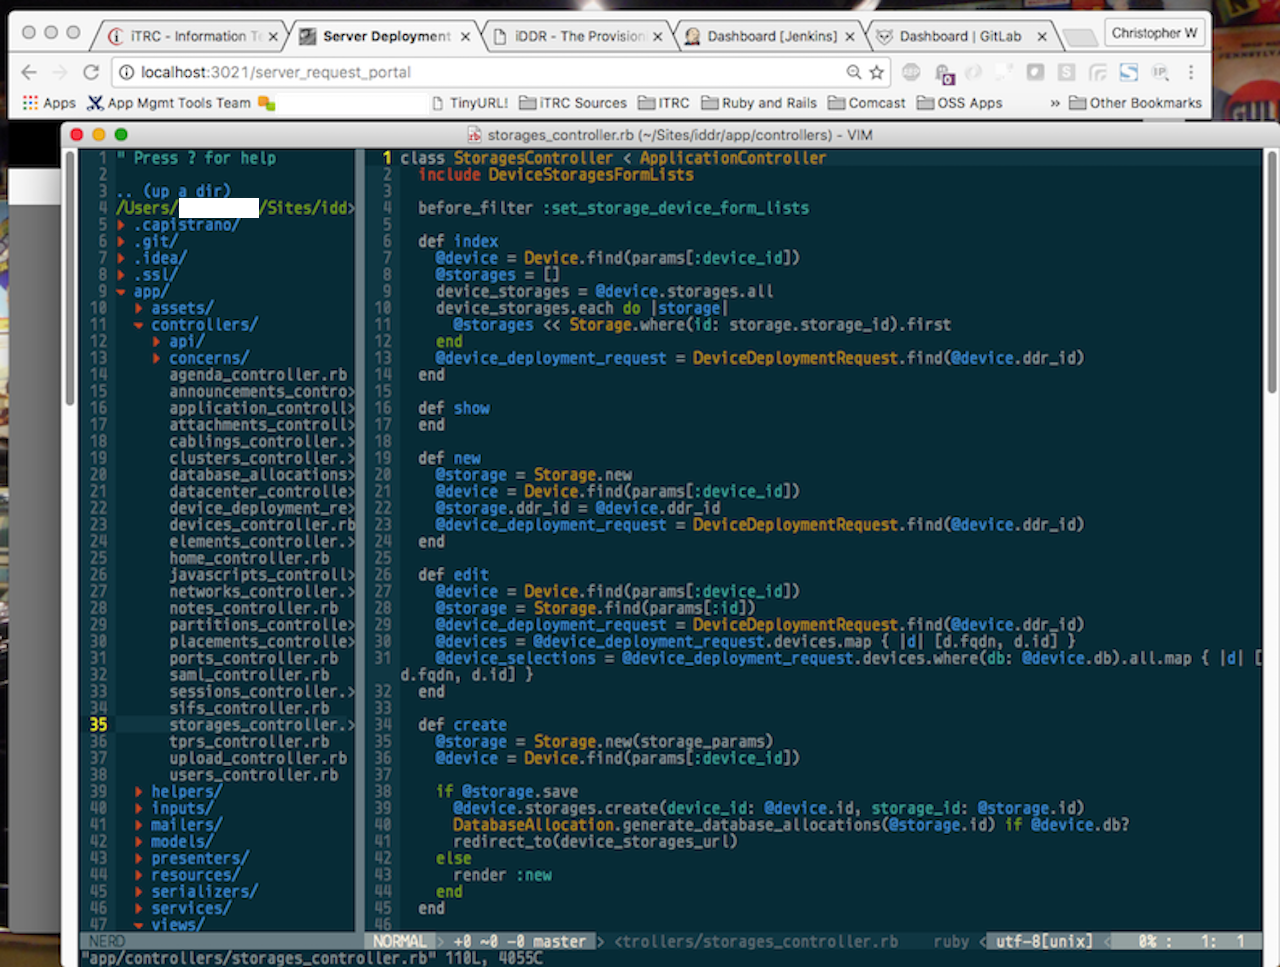 iTRC - Information Te
Server Deployment
iDDR - The Provision
Dashboard [Jenkins]
Dashboard | GitLab
Christopher W
localhost:3021/server_request_portal
Apps App Mgmt Tools Team TinyURL! iTRC Sources ITRC Ruby and Rails Comcast OSS Apps » Other Bookmarks
storages_controller.rb (~/Sites/iddr/app/controllers) - VIM
1 " Press ? for help
2
3 .. (up a dir)
4 /Users/ /Sites/idd>
5 .capistrano/
6 .git/
7 .idea/
8 .ssl/
9 app/
10 assets/
11 controllers/
12 api/
13 concerns/
14 agenda_controller.rb
15 announcements_contro>
16 application_controll>
17 attachments_controll>
18 cablings_controller.>
19 clusters_controller.>
20 database_allocations>
21 datacenter_controlle>
22 device_deployment_re>
23 devices_controller.rb
24 elements_controller.>
25 home_controller.rb
26 javascripts_controll>
27 networks_controller.>
28 notes_controller.rb
29 partitions_controlle>
30 placements_controlle>
31 ports_controller.rb
32 saml_controller.rb
33 sessions_controller.>
34 sifs_controller.rb
35 storages_controller.>
36 tprs_controller.rb
37 upload_controller.rb
38 users_controller.rb
39 helpers/
40 inputs/
41 mailers/
42 models/
43 presenters/
44 resources/
45 serializers/
46 services/
47 views/
NERD
1 class StoragesController < ApplicationController
2 include DeviceStoragesFormLists
3
4 before_filter :set_storage_device_form_lists
5
6 def index
7 @device = Device.find(params[:device_id])
8 @storages = []
9 device_storages = @device.storages.all
10 device_storages.each do |storage|
11 @storages << Storage.where(id: storage.storage_id).first
12 end
13 @device_deployment_request = DeviceDeploymentRequest.find(@device.ddr_id)
14 end
15
16 def show
17 end
18
19 def new
20 @storage = Storage.new
21 @device = Device.find(params[:device_id])
22 @storage.ddr_id = @device.ddr_id
23 @device_deployment_request = DeviceDeploymentRequest.find(@device.ddr_id)
24 end
25
26 def edit
27 @device = Device.find(params[:device_id])
28 @storage = Storage.find(params[:id])
29 @device_deployment_request = DeviceDeploymentRequest.find(@device.ddr_id)
30 @devices = @device_deployment_request.devices.map { |d| [d.fqdn, d.id] }
31 @device_selections = @device_deployment_request.devices.where(db: @device.db).all.map { |d| [
d.fqdn, d.id] }
32 end
33
34 def create
35 @storage = Storage.new(storage_params)
36 @device = Device.find(params[:device_id])
37
38 if @storage.save
39 @device.storages.create(device_id: @device.id, storage_id: @storage.id)
40 DatabaseAllocation.generate_database_allocations(@storage.id) if @device.db?
41 redirect_to(device_storages_url)
42 else
43 render :new
44 end
45 end
46
NORMAL > +0 ~0 -0 master > <trollers/storages_controller.rb ruby < utf-8[unix] < 0% : 1: 1
"app/controllers/storages_controller.rb" 110L, 4055C